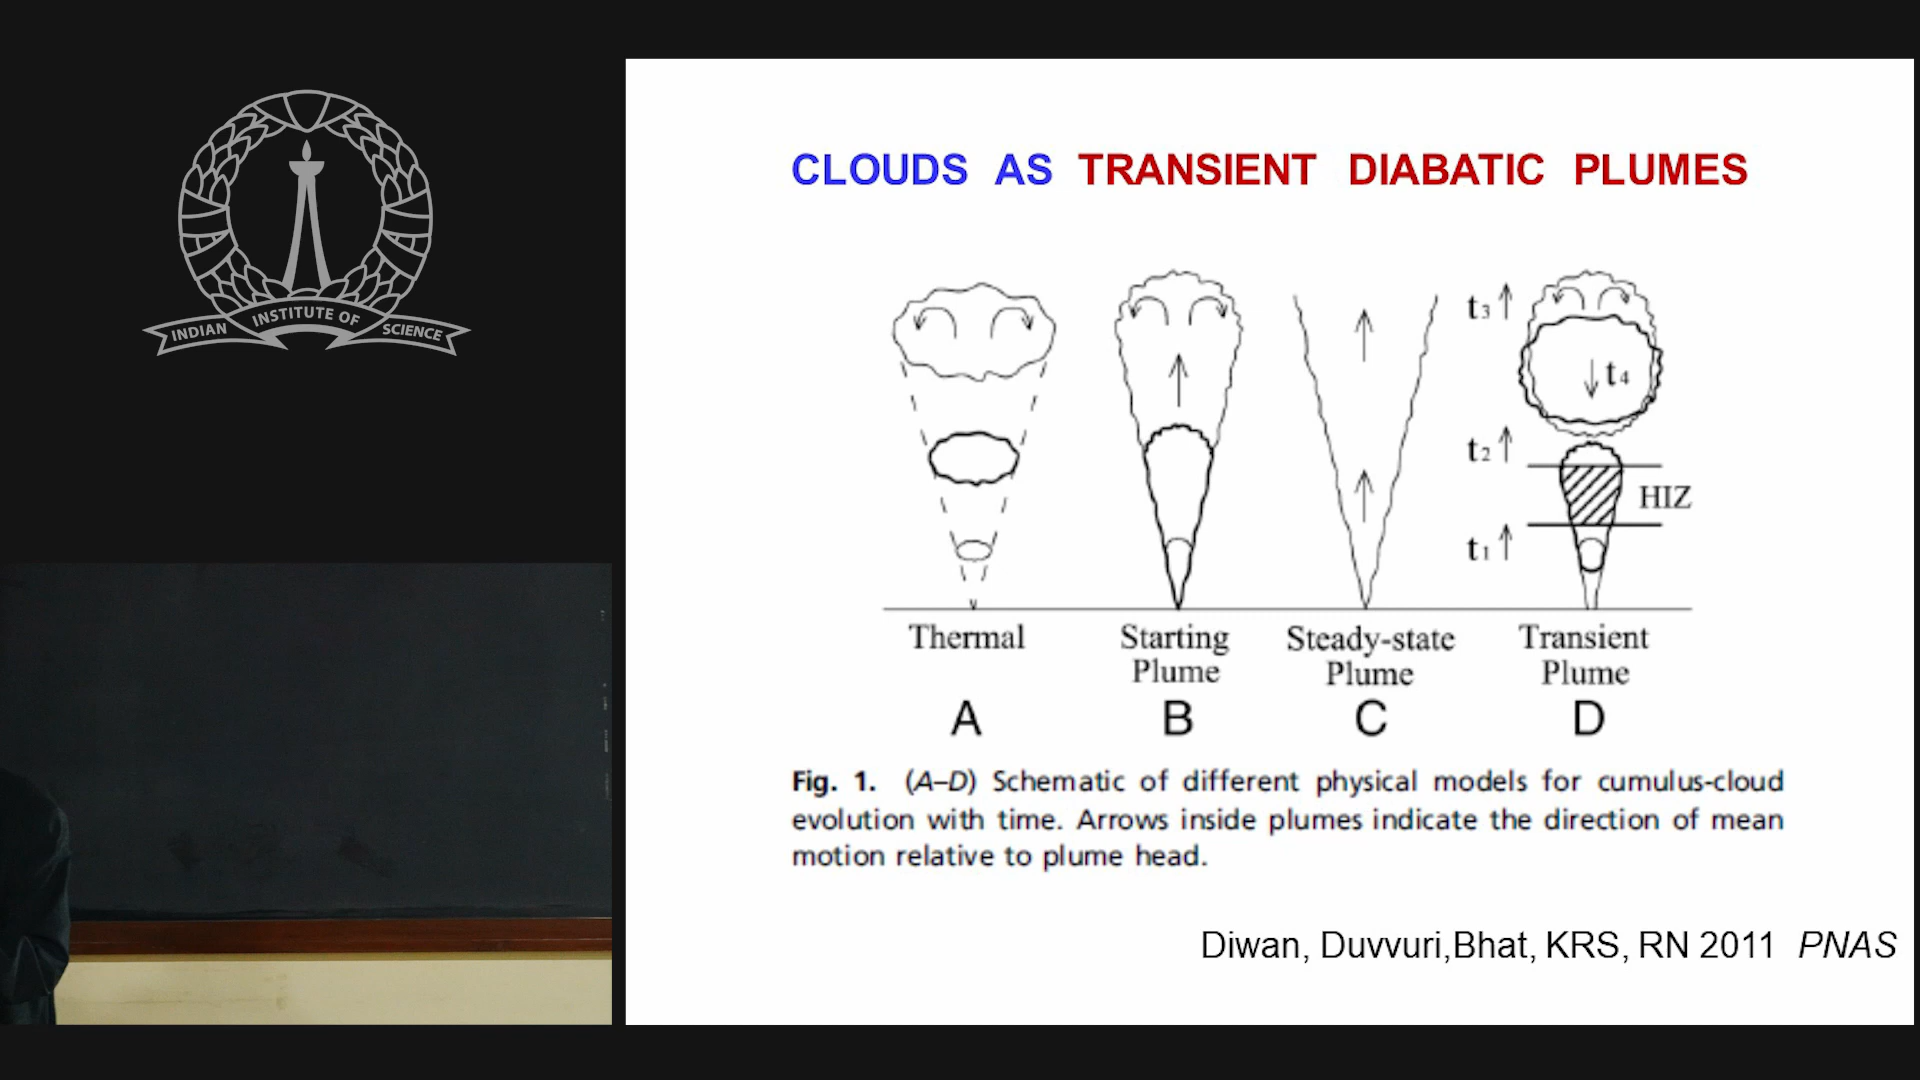 INDIAN INSTITUTE OF SCIENCE
CLOUDS AS TRANSIENT DIABATIC PLUMES
t3
t4
t2
HIZ
t1
Thermal
Starting
Plume
Steady-state
Plume
Transient
Plume
A B C D
Fig. 1. (A–D) Schematic of different physical models for cumulus-cloud
evolution with time. Arrows inside plumes indicate the direction of mean
motion relative to plume head.
Diwan, Duvvuri,Bhat, KRS, RN 2011 PNAS